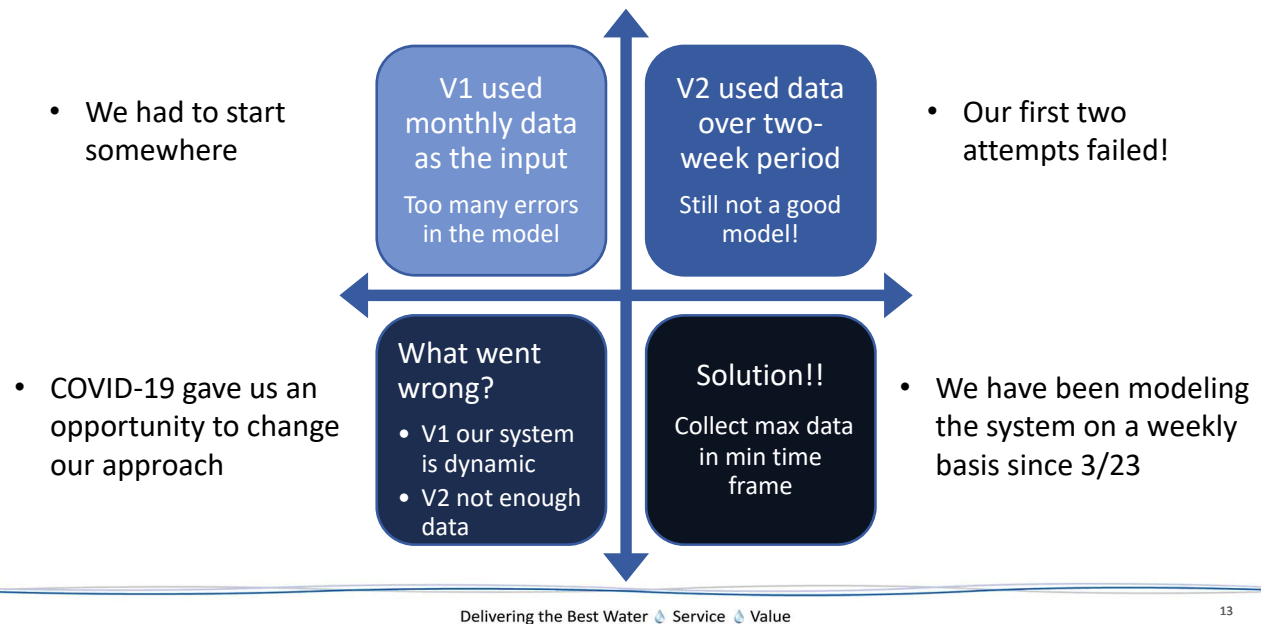 • We had to start
somewhere
V1 used
monthly data
as the input
Too many errors
in the model
V2 used data
over two-
week period
Still not a good
model!
• Our first two
attempts failed!
• COVID-19 gave us an
opportunity to change
our approach
What went
wrong?
• V1 our system
is dynamic
• V2 not enough
data
Solution!!
Collect max data
in min time
frame
• We have been modeling
the system on a weekly
basis since 3/23
Delivering the Best Water 💧 Service 💧 Value
13